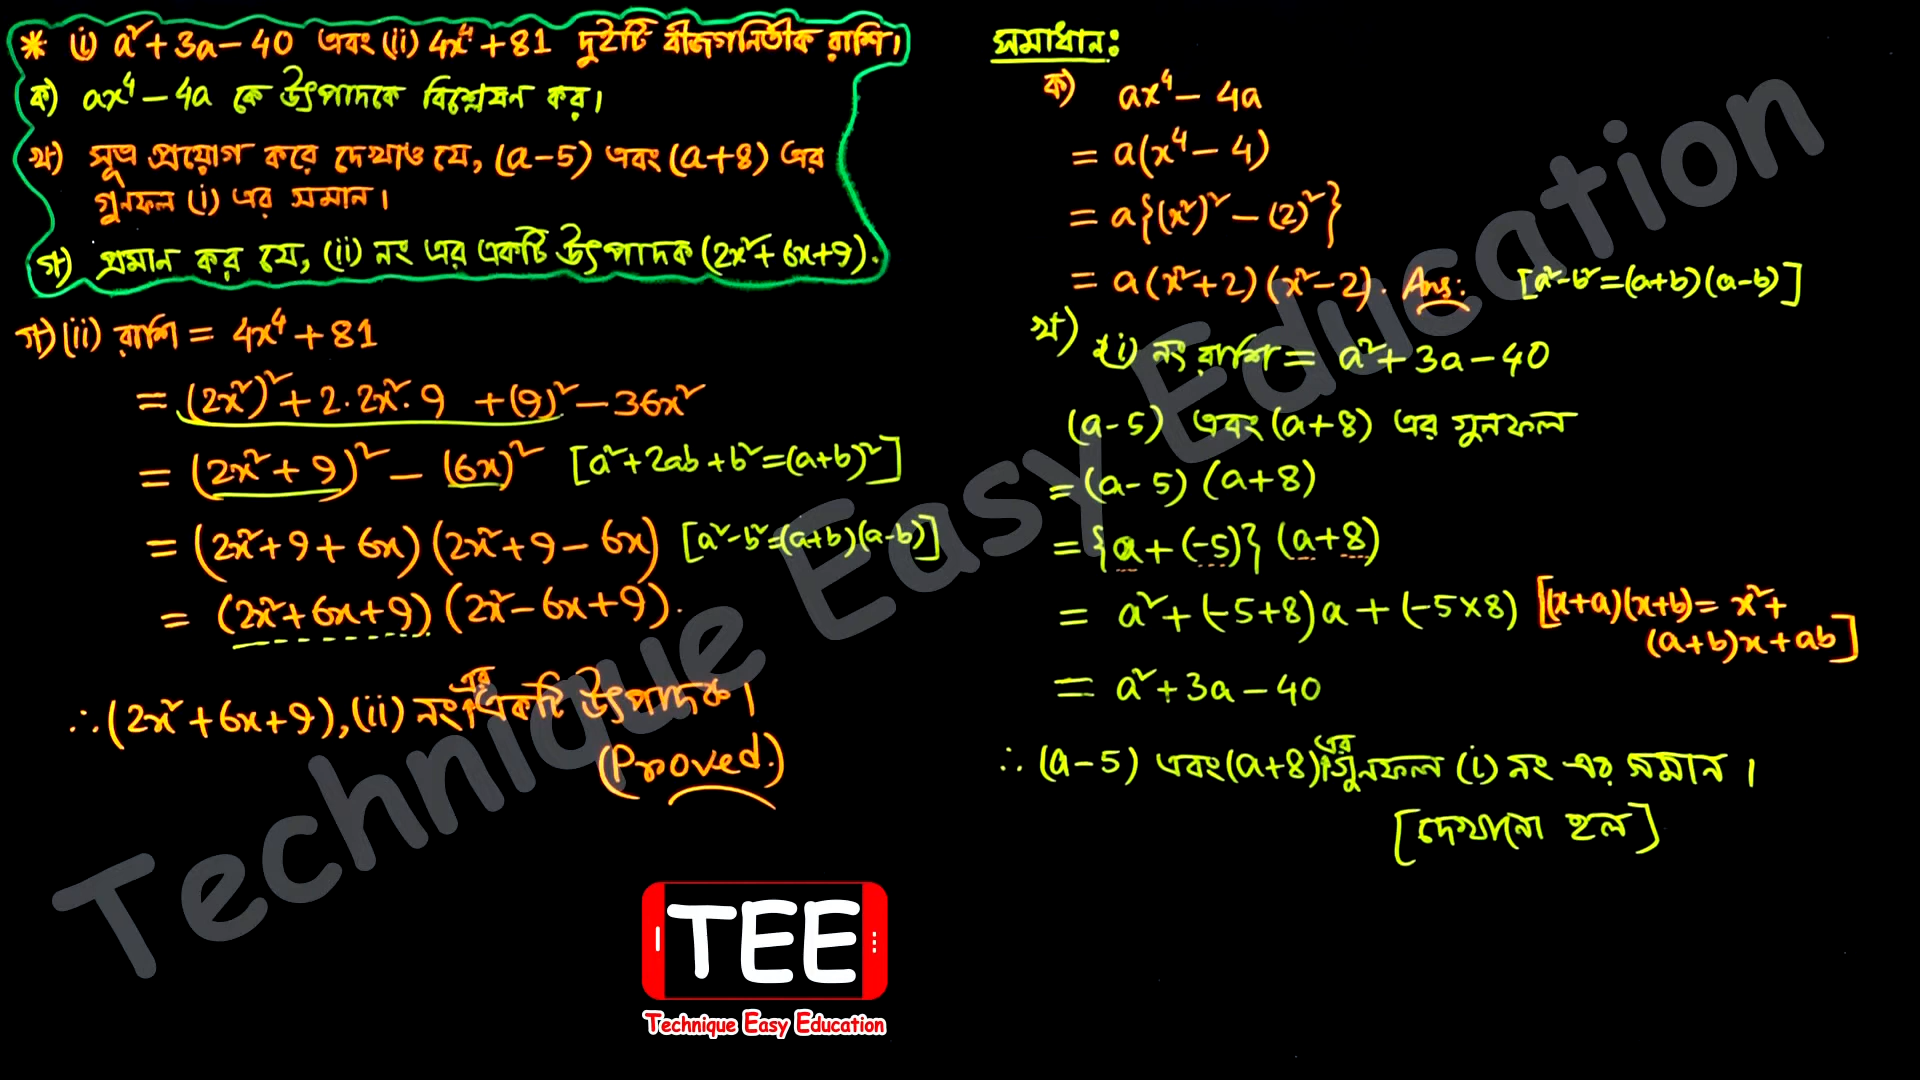 * (i) a²+3a-40 এবং (ii) 4x⁴+81 দুইটি বীজগনিতীক রাশি।
ক) ax⁴-4a কে উৎপাদকে বিশ্লেষন কর।
খ) সূত্র প্রয়োগ করে দেখাও যে, (a-5) এবং (a+8) এর
গুনফল (i) এর সমান।
গ) প্রমান কর যে, (ii) নং এর একটি উৎপাদক (2x²+6x+9).
গ) (ii) রাশি = 4x⁴+81
= (2x²)²+2.2x².9 +(9)²-36x²
= (2x²+9)² - (6x)² [a²+2ab+b²=(a+b)²]
= (2x²+9+6x) (2x²+9-6x) [a²-b²=(a+b)(a-b)]
= (2x²+6x+9) (2x²-6x+9).
∴ (2x²+6x+9), (ii) নং এর একটি উৎপাদক।
(Proved.)
সমাধান:
ক) ax⁴-4a
= a(x⁴-4)
= a{(x²)²-(2)²}
= a(x²+2)(x²-2). Ans: [a²-b²=(a+b)(a-b)]
খ) (i) নং রাশি = a²+3a-40
(a-5) এবং (a+8) এর গুনফল
= (a-5) (a+8)
= {a+(-5)} (a+8)
= a²+(-5+8)a+(-5×8) [(x+a)(x+b)= x²+
(a+b)x+ab]
= a²+3a-40
∴ (a-5) এবং (a+8) এর গুনফল (i) নং এর সমান।
[দেখানো হল]
Technique Easy Education
TEE
Technique Easy Education